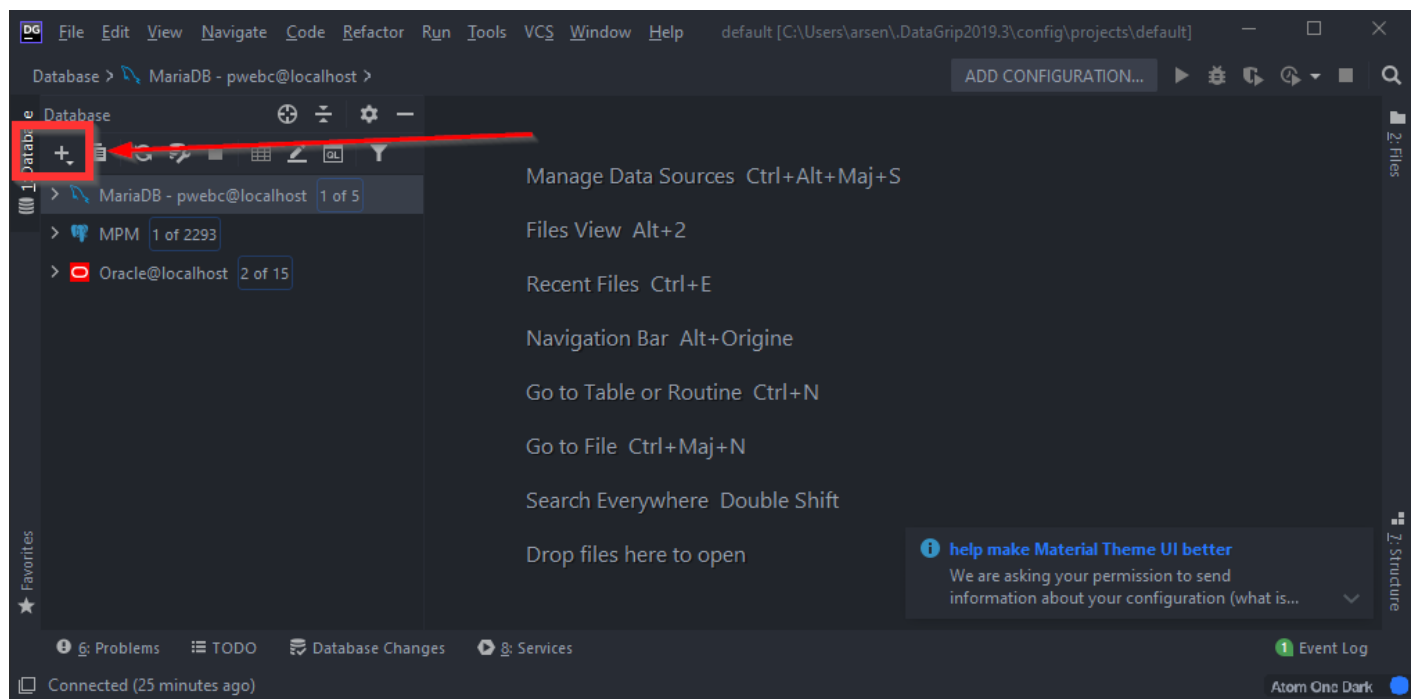 DG File Edit View Navigate Code Refactor Run Tools VCS Window Help default [C:\Users\arsen\.DataGrip2019.3\config\projects\default]
Database > MariaDB - pwebc@localhost >
ADD CONFIGURATION...
Database
1: Database
2: Files
MariaDB - pwebc@localhost 1 of 5
MPM 1 of 2293
Oracle@localhost 2 of 15
QL
Manage Data Sources Ctrl+Alt+Maj+S
Files View Alt+2
Recent Files Ctrl+E
Navigation Bar Alt+Origine
Go to Table or Routine Ctrl+N
Go to File Ctrl+Maj+N
Search Everywhere Double Shift
Drop files here to open
help make Material Theme UI better
We are asking your permission to send
information about your configuration (what is...
Favorites
7: Structure
6: Problems TODO Database Changes 8: Services
1 Event Log
Connected (25 minutes ago)
Atom One Dark